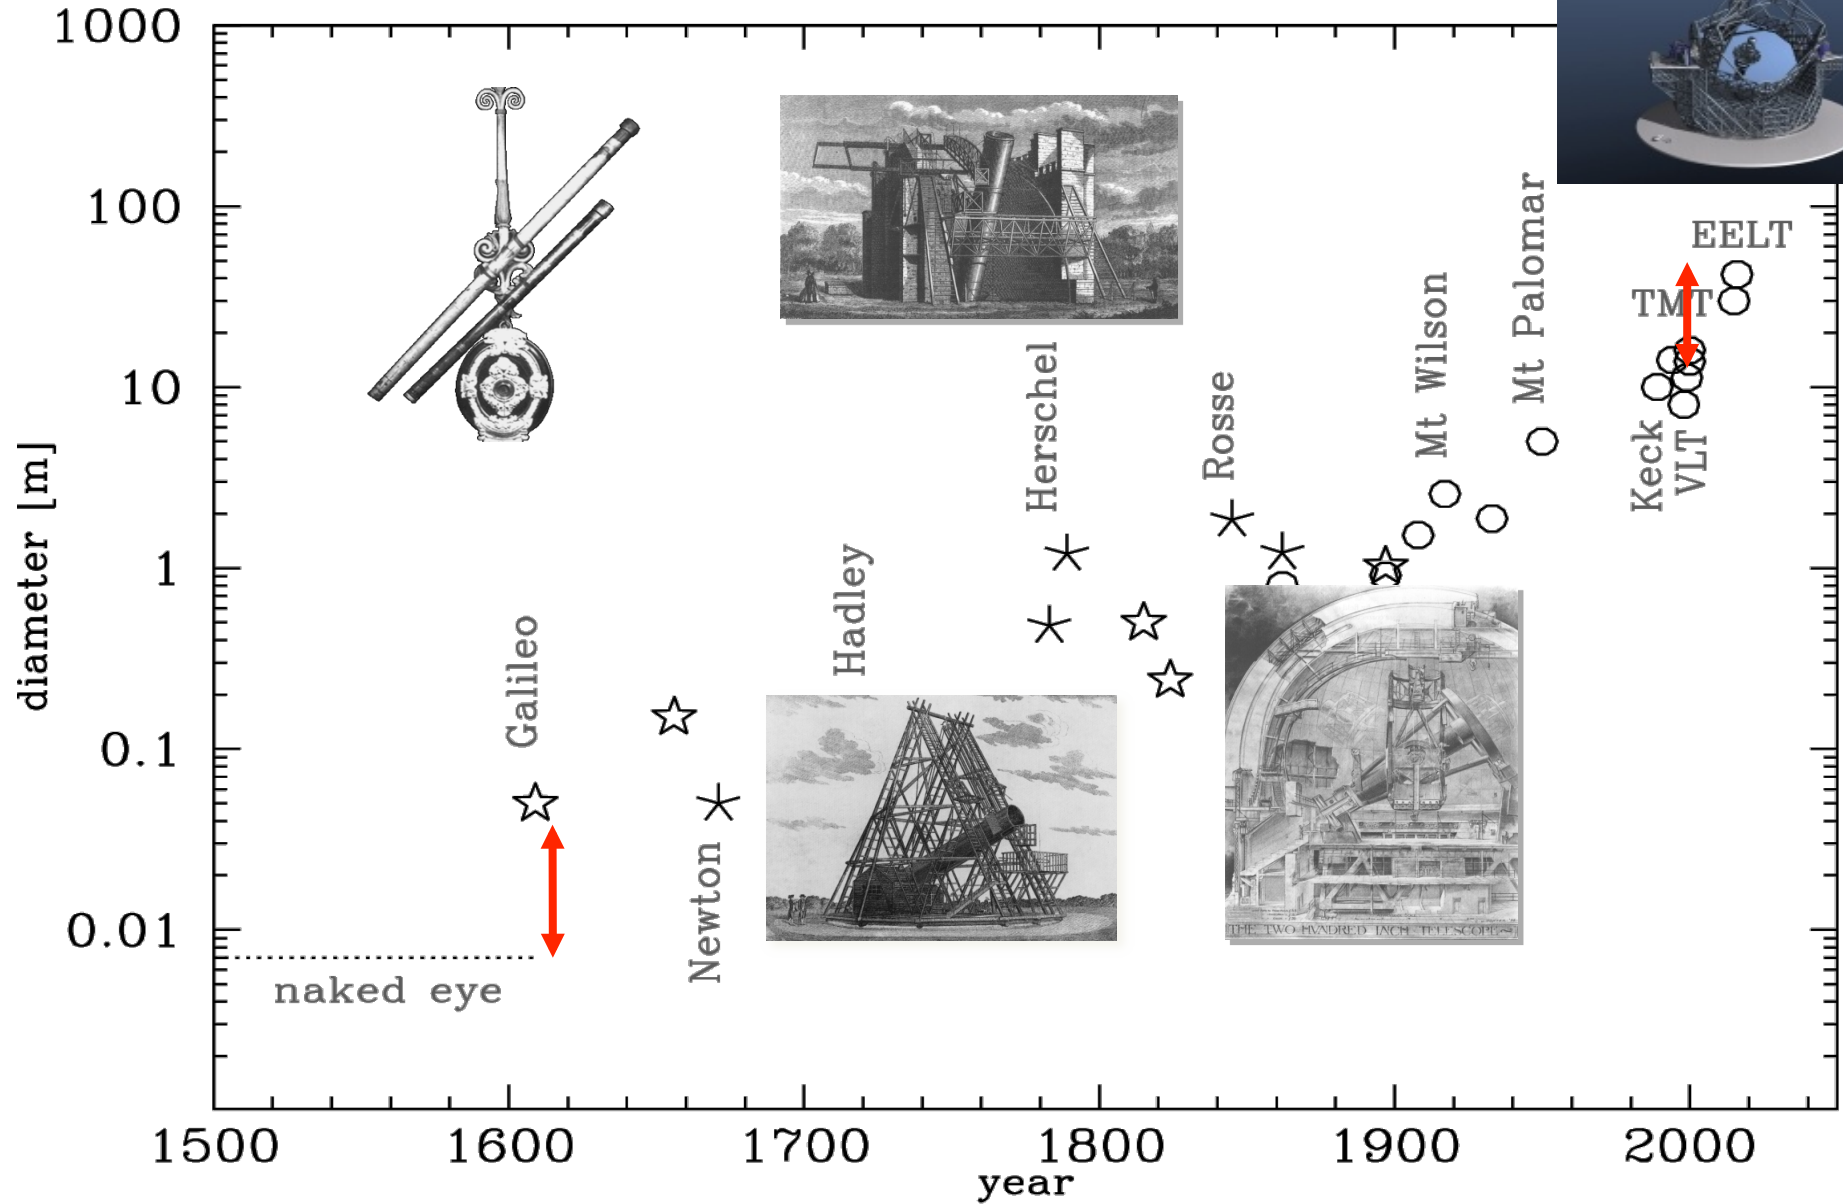 1000
100
10
1
0.1
0.01
diameter [m]
1500
1600
1700
1800
1900
2000
year
naked eye
Galileo
Newton
Hadley
Herschel
Rosse
Mt Wilson
Mt Palomar
Keck
VLT
TMT
EELT
THE TWO HVNDRED INCH TELESCOPE